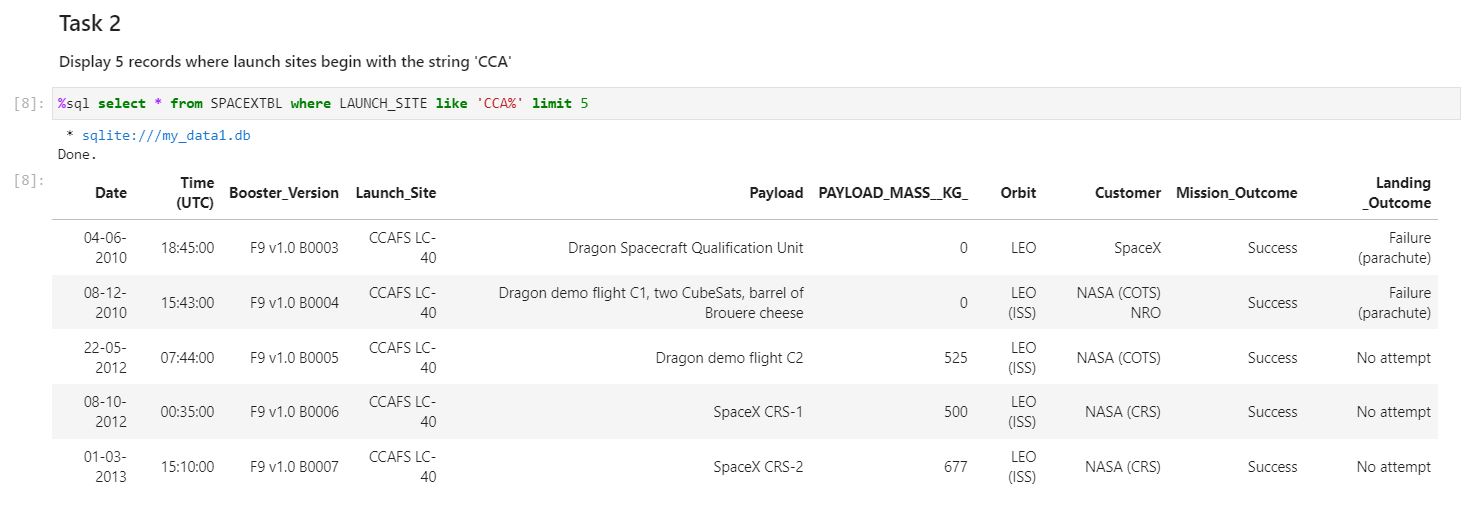 Task 2
Display 5 records where launch sites begin with the string 'CCA'
[8]: %sql select * from SPACEXTBL where LAUNCH_SITE like 'CCA%' limit 5
* sqlite:///my_data1.db
Done.
[8]:
Date Time (UTC) Booster_Version Launch_Site Payload PAYLOAD_MASS__KG_ Orbit Customer Mission_Outcome Landing _Outcome
04-06-2010 18:45:00 F9 v1.0 B0003 CCAFS LC-40 Dragon Spacecraft Qualification Unit 0 LEO SpaceX Success Failure (parachute)
08-12-2010 15:43:00 F9 v1.0 B0004 CCAFS LC-40 Dragon demo flight C1, two CubeSats, barrel of Brouere cheese 0 LEO (ISS) NASA (COTS) NRO Success Failure (parachute)
22-05-2012 07:44:00 F9 v1.0 B0005 CCAFS LC-40 Dragon demo flight C2 525 LEO (ISS) NASA (COTS) Success No attempt
08-10-2012 00:35:00 F9 v1.0 B0006 CCAFS LC-40 SpaceX CRS-1 500 LEO (ISS) NASA (CRS) Success No attempt
01-03-2013 15:10:00 F9 v1.0 B0007 CCAFS LC-40 SpaceX CRS-2 677 LEO (ISS) NASA (CRS) Success No attempt